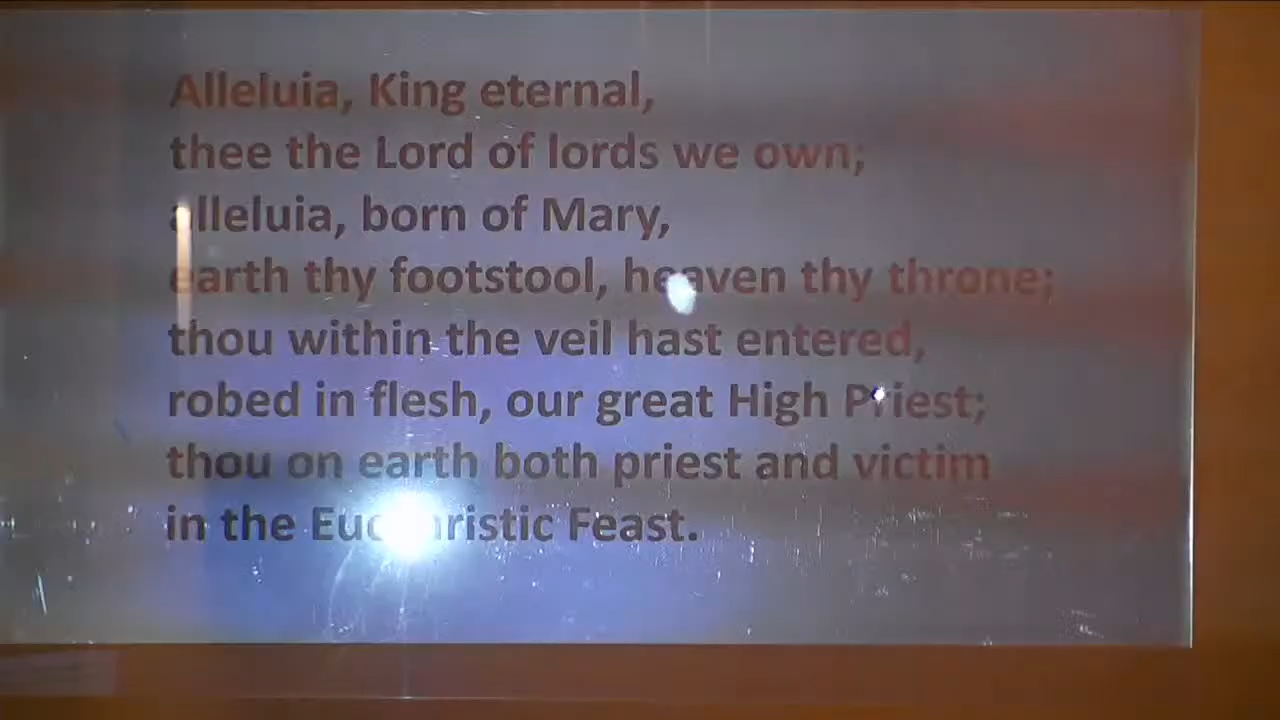 Alleluia, King eternal,
thee the Lord of lords we own;
alleluia, born of Mary,
earth thy footstool, heaven thy throne;
thou within the veil hast entered,
robed in flesh, our great High Priest;
thou on earth both priest and victim
in the Eucharistic Feast.